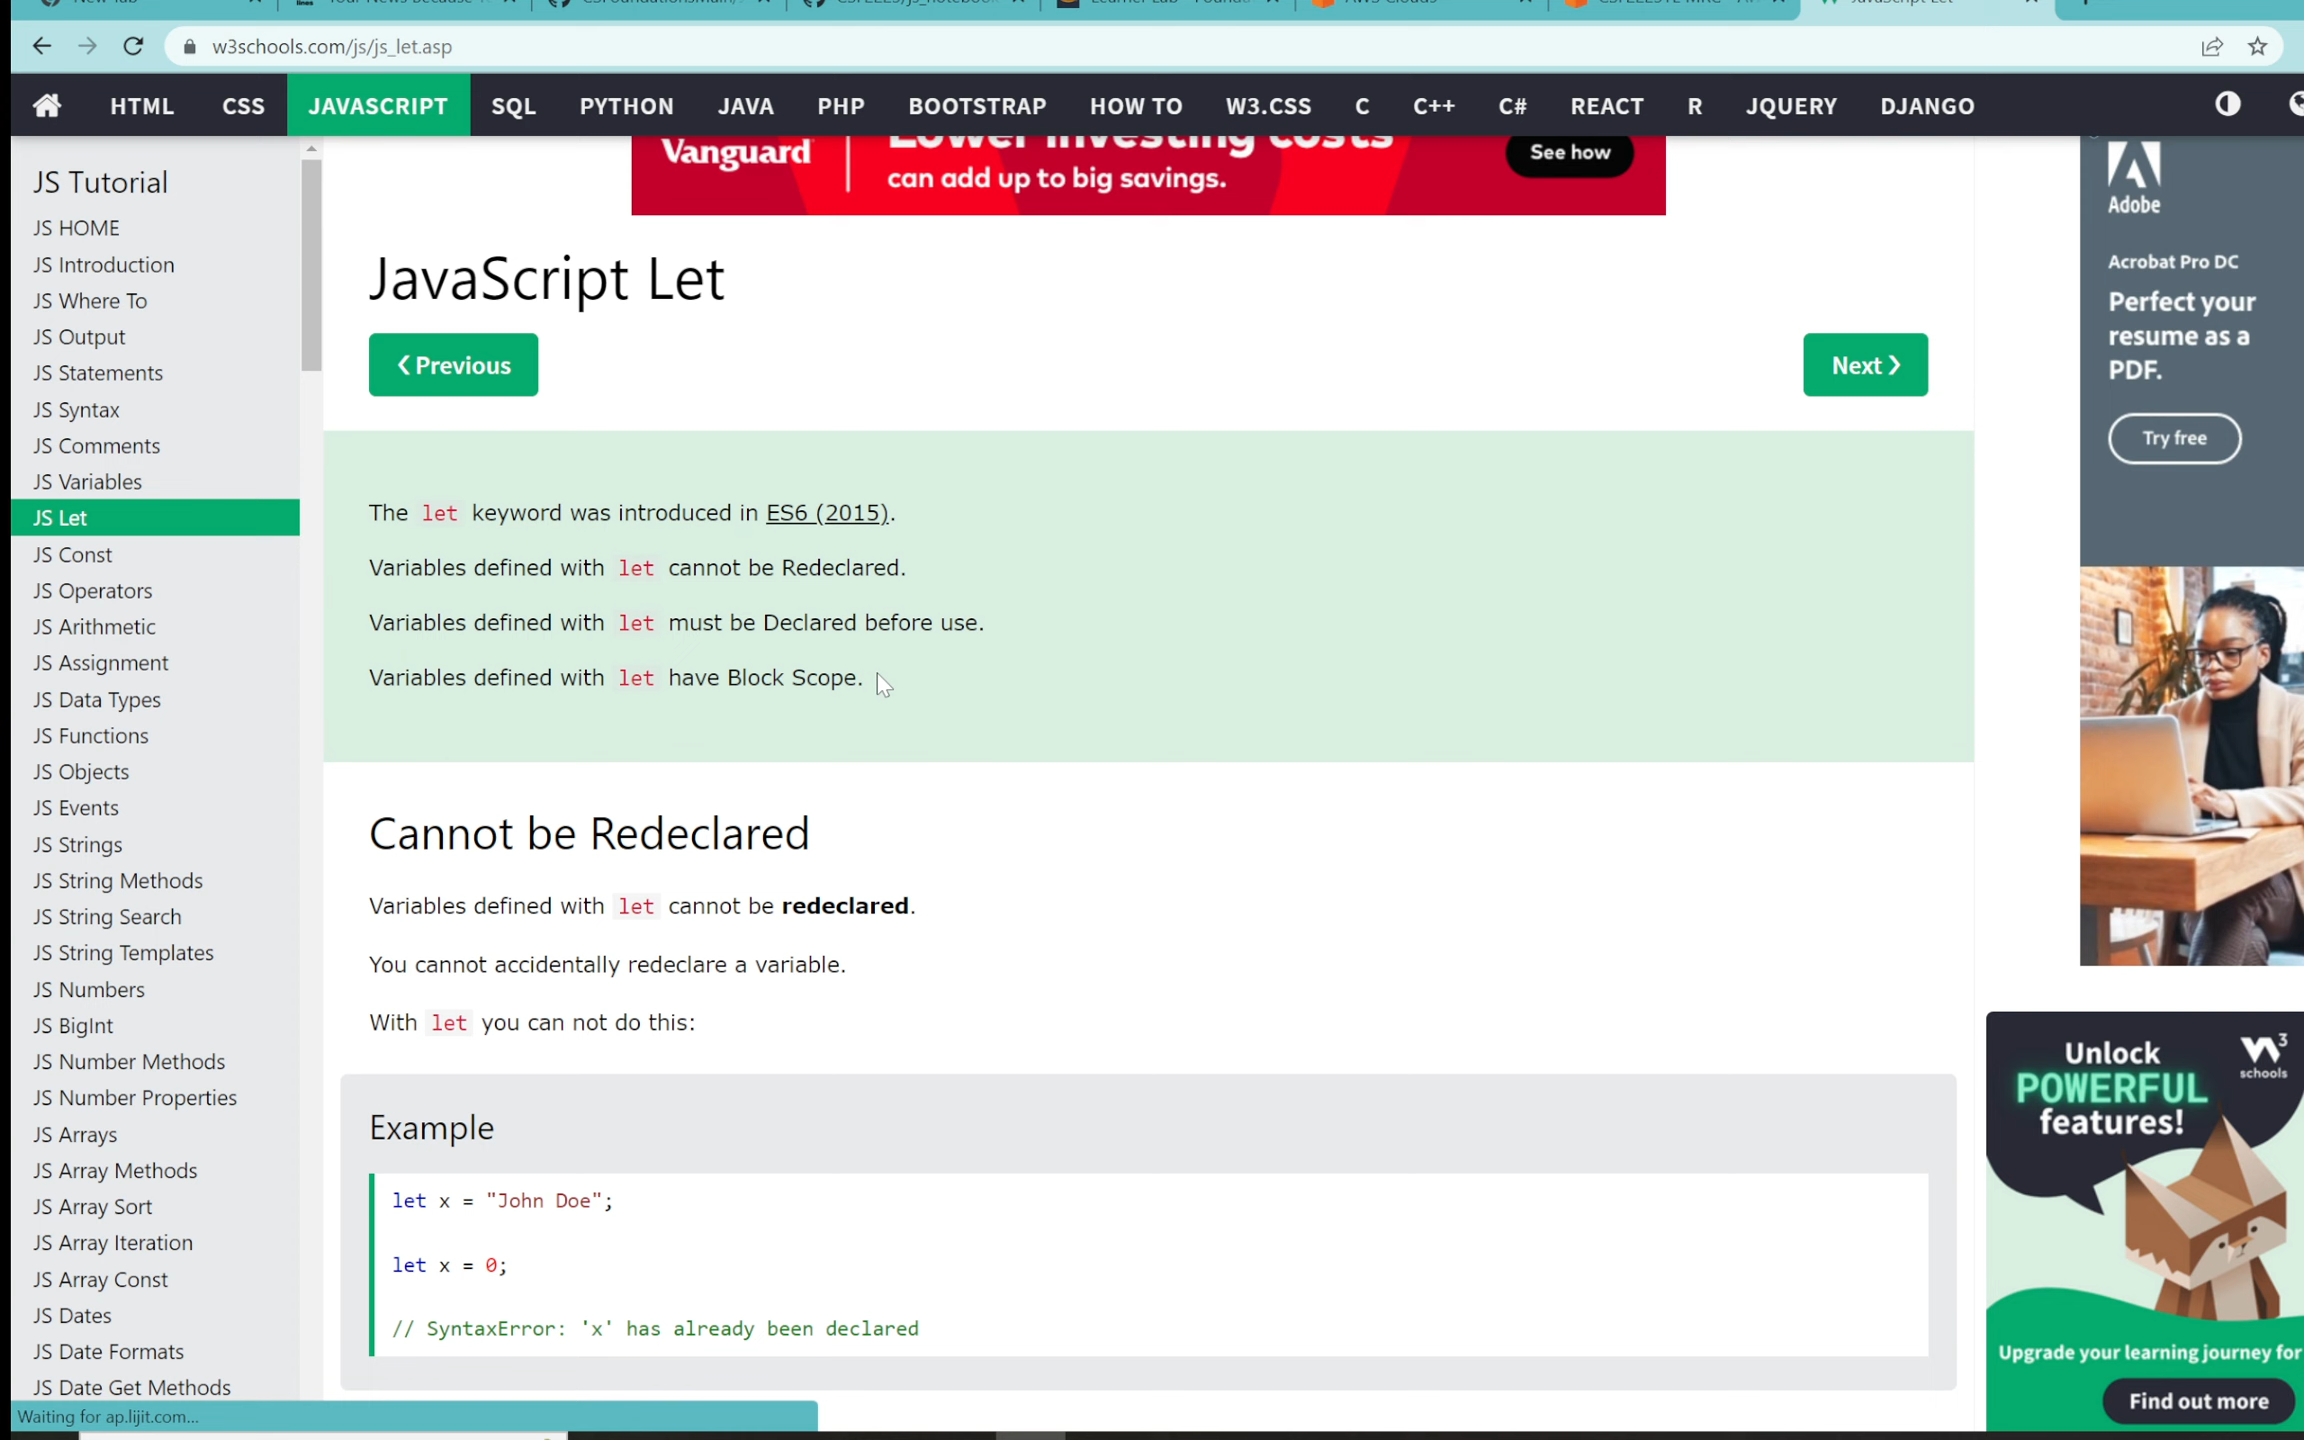 w3schools.com/js/js_let.asp
HTML CSS JAVASCRIPT SQL PYTHON JAVA PHP BOOTSTRAP HOW TO W3.CSS C C++ C# REACT R JQUERY DJANGO
JS Tutorial
JS HOME
JS Introduction
JS Where To
JS Output
JS Statements
JS Syntax
JS Comments
JS Variables
JS Let
JS Const
JS Operators
JS Arithmetic
JS Assignment
JS Data Types
JS Functions
JS Objects
JS Events
JS Strings
JS String Methods
JS String Search
JS String Templates
JS Numbers
JS BigInt
JS Number Methods
JS Number Properties
JS Arrays
JS Array Methods
JS Array Sort
JS Array Iteration
JS Array Const
JS Dates
JS Date Formats
JS Date Get Methods
Waiting for ap.lijit.com...
Vanguard
Lower investing costs
can add up to big savings.
See how
JavaScript Let
❮ Previous
Next ❯
The let keyword was introduced in ES6 (2015).
Variables defined with let cannot be Redeclared.
Variables defined with let must be Declared before use.
Variables defined with let have Block Scope.
Cannot be Redeclared
Variables defined with let cannot be redeclared.
You cannot accidentally redeclare a variable.
With let you can not do this:
Example
let x = "John Doe";
let x = 0;
// SyntaxError: 'x' has already been declared
Adobe
Acrobat Pro DC
Perfect your
resume as a
PDF.
Try free
Unlock
POWERFUL
features!
W3
schools
Upgrade your learning journey for
Find out more